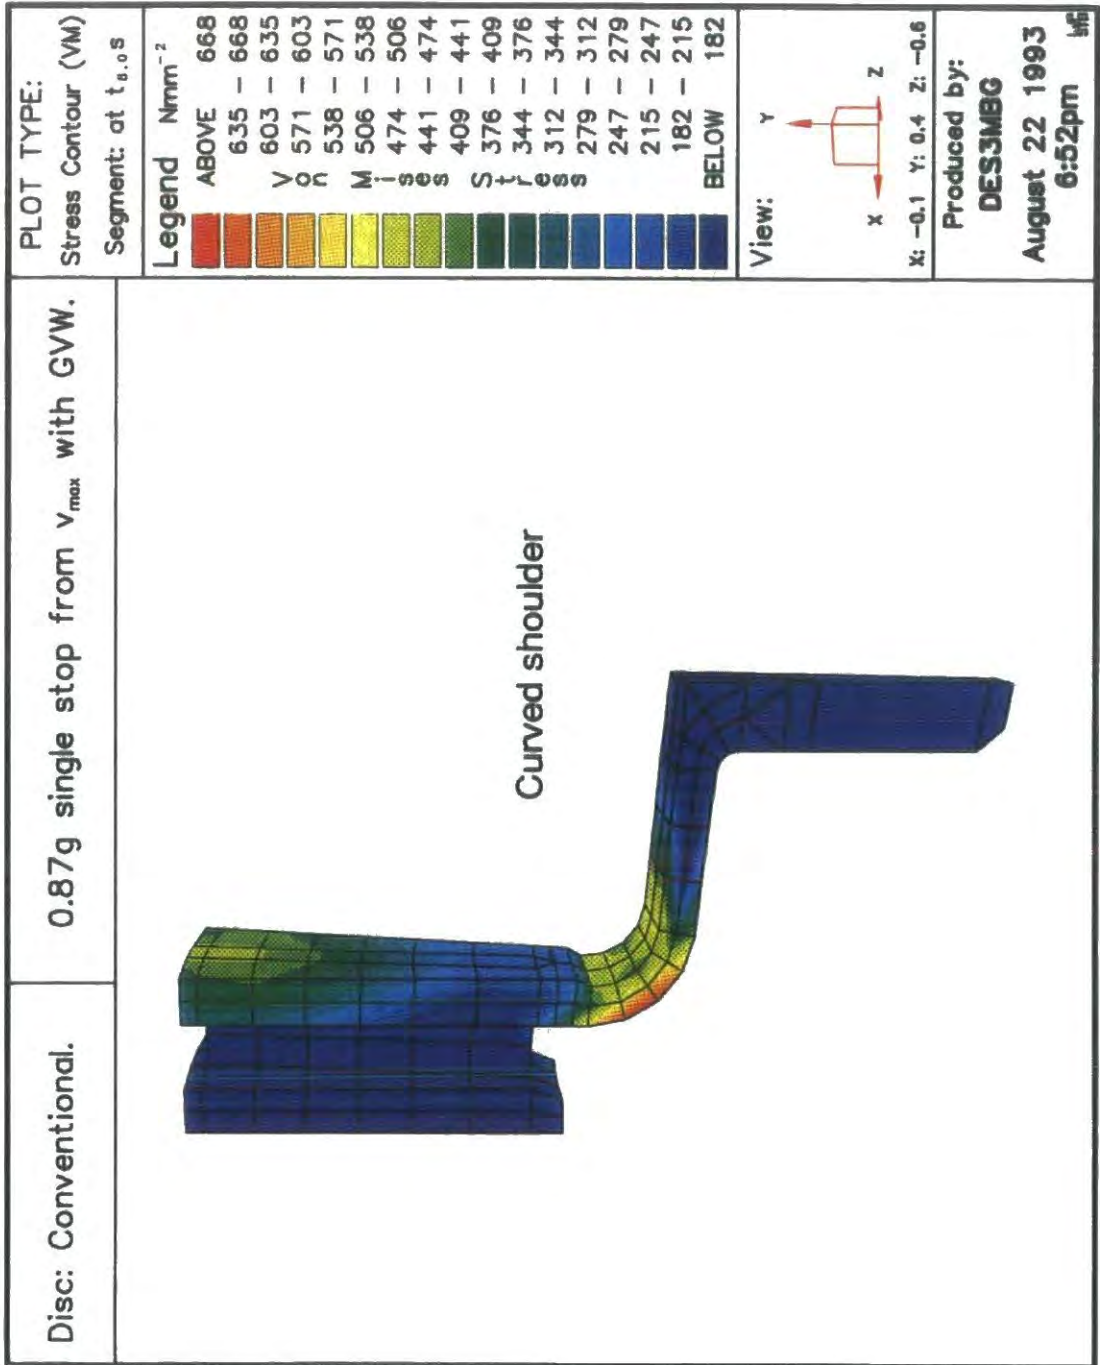 Disc: Conventional.
0.87g single stop from vmax with GVW.
PLOT TYPE:
Stress Contour (VM)
Segment: at t8.0s
Legend Nmm-2
Von Mises Stress
ABOVE 668
635 – 668
603 – 635
571 – 603
538 – 571
506 – 538
474 – 506
441 – 474
409 – 441
376 – 409
344 – 376
312 – 344
279 – 312
247 – 279
215 – 247
182 – 215
BELOW 182
Curved shoulder
View:
Y
X
Z
X: -0.1 Y: 0.4 Z: -0.6
Produced by:
DES3MBG
August 22 1993
6:52pm